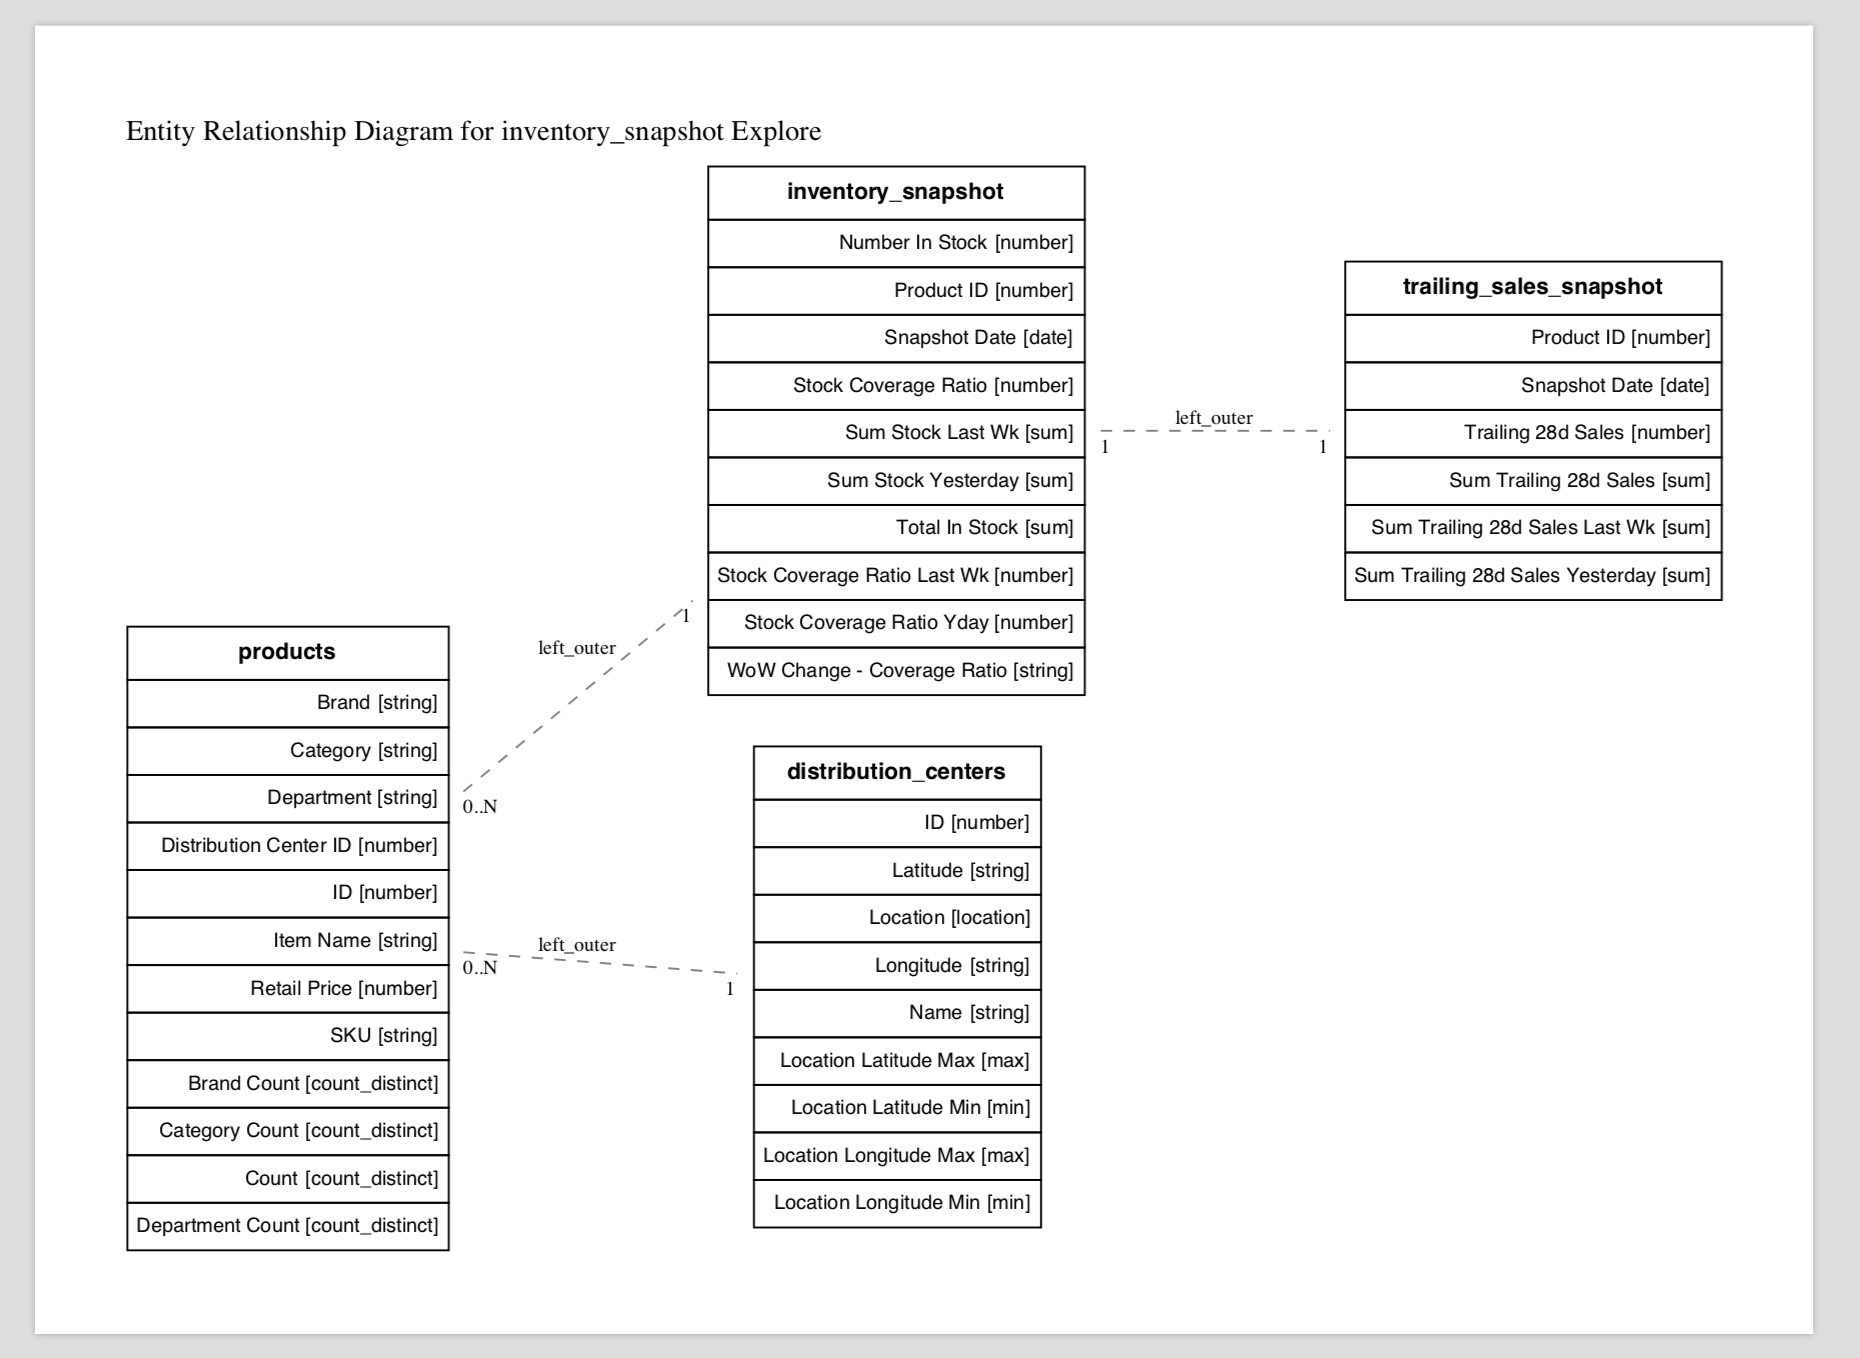 Entity Relationship Diagram for inventory_snapshot Explore
inventory_snapshot
Number In Stock [number]
Product ID [number]
Snapshot Date [date]
Stock Coverage Ratio [number]
Sum Stock Last Wk [sum]
Sum Stock Yesterday [sum]
Total In Stock [sum]
Stock Coverage Ratio Last Wk [number]
Stock Coverage Ratio Yday [number]
WoW Change - Coverage Ratio [string]
left_outer
1
1
trailing_sales_snapshot
Product ID [number]
Snapshot Date [date]
Trailing 28d Sales [number]
Sum Trailing 28d Sales [sum]
Sum Trailing 28d Sales Last Wk [sum]
Sum Trailing 28d Sales Yesterday [sum]
products
Brand [string]
Category [string]
Department [string]
Distribution Center ID [number]
ID [number]
Item Name [string]
Retail Price [number]
SKU [string]
Brand Count [count_distinct]
Category Count [count_distinct]
Count [count_distinct]
Department Count [count_distinct]
1
left_outer
0..N
left_outer
0..N
1
distribution_centers
ID [number]
Latitude [string]
Location [location]
Longitude [string]
Name [string]
Location Latitude Max [max]
Location Latitude Min [min]
Location Longitude Max [max]
Location Longitude Min [min]